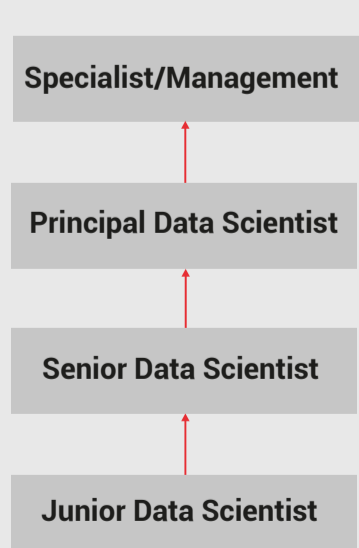 Specialist/Management
Principal Data Scientist
Senior Data Scientist
Junior Data Scientist